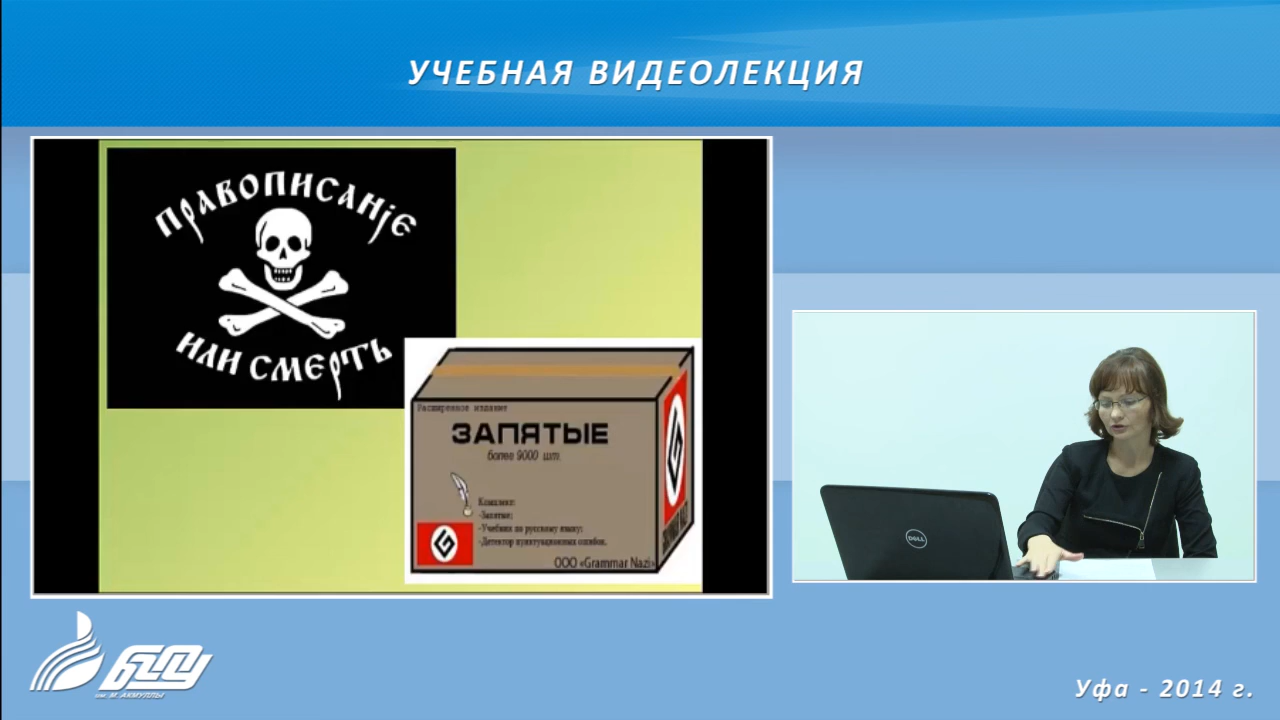 УЧЕБНАЯ ВИДЕОЛЕКЦИЯ
ПРАВОПИСАНІЕ
ИЛИ СМЕРТЬ
Расширенное издание
ЗАПЯТЫЕ
более 9000 шт.
Комплект:
-Запятые;
-Учебник по русскому языку;
-Детектор пунктуационных ошибок.
ООО «Grammar Nazi»
DELL
БГПУ
им. М. АКМУЛЛЫ
Уфа - 2014 г.